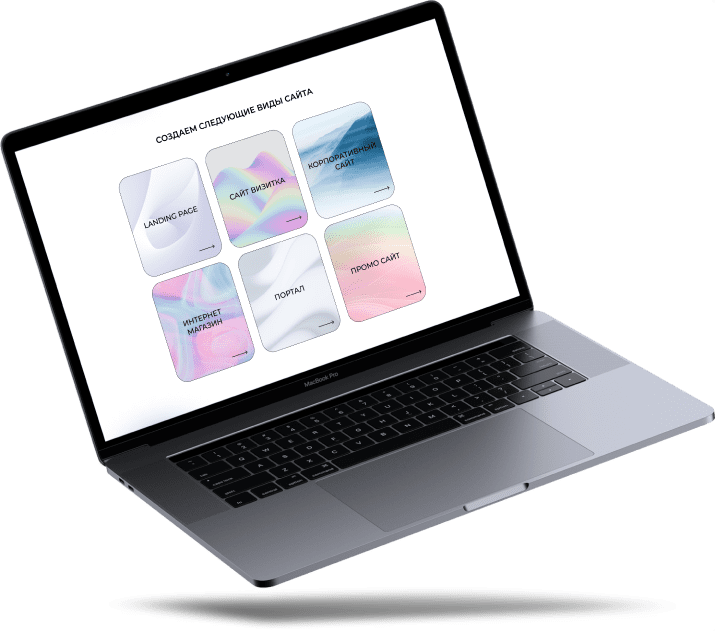 СОЗДАЕМ СЛЕДУЮЩИЕ ВИДЫ САЙТА
LANDING PAGE
САЙТ ВИЗИТКА
КОРПОРАТИВНЫЙ
САЙТ
ИНТЕРНЕТ
МАГАЗИН
ПОРТАЛ
ПРОМО САЙТ
MacBook Pro